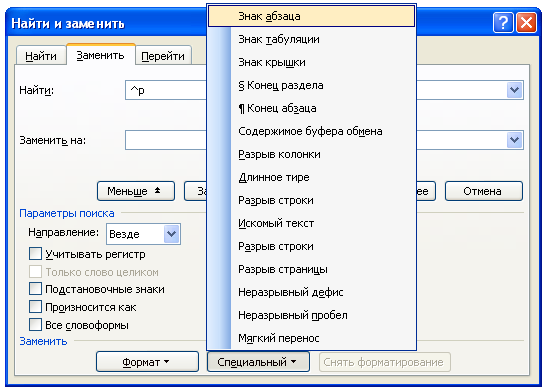 Найти и заменить
Найти
Заменить
Перейти
Найти:
^p
Заменить на:
Меньше
За
ее
Отмена
Параметры поиска
Направление:
Везде
Учитывать регистр
Только слово целиком
Подстановочные знаки
Произносится как
Все словоформы
Заменить
Формат
Специальный
Снять форматирование
Знак абзаца
Знак табуляции
Знак крышки
§ Конец раздела
¶ Конец абзаца
Содержимое буфера обмена
Разрыв колонки
Длинное тире
Разрыв строки
Искомый текст
Разрыв строки
Разрыв страницы
Неразрывный дефис
Неразрывный пробел
Мягкий перенос